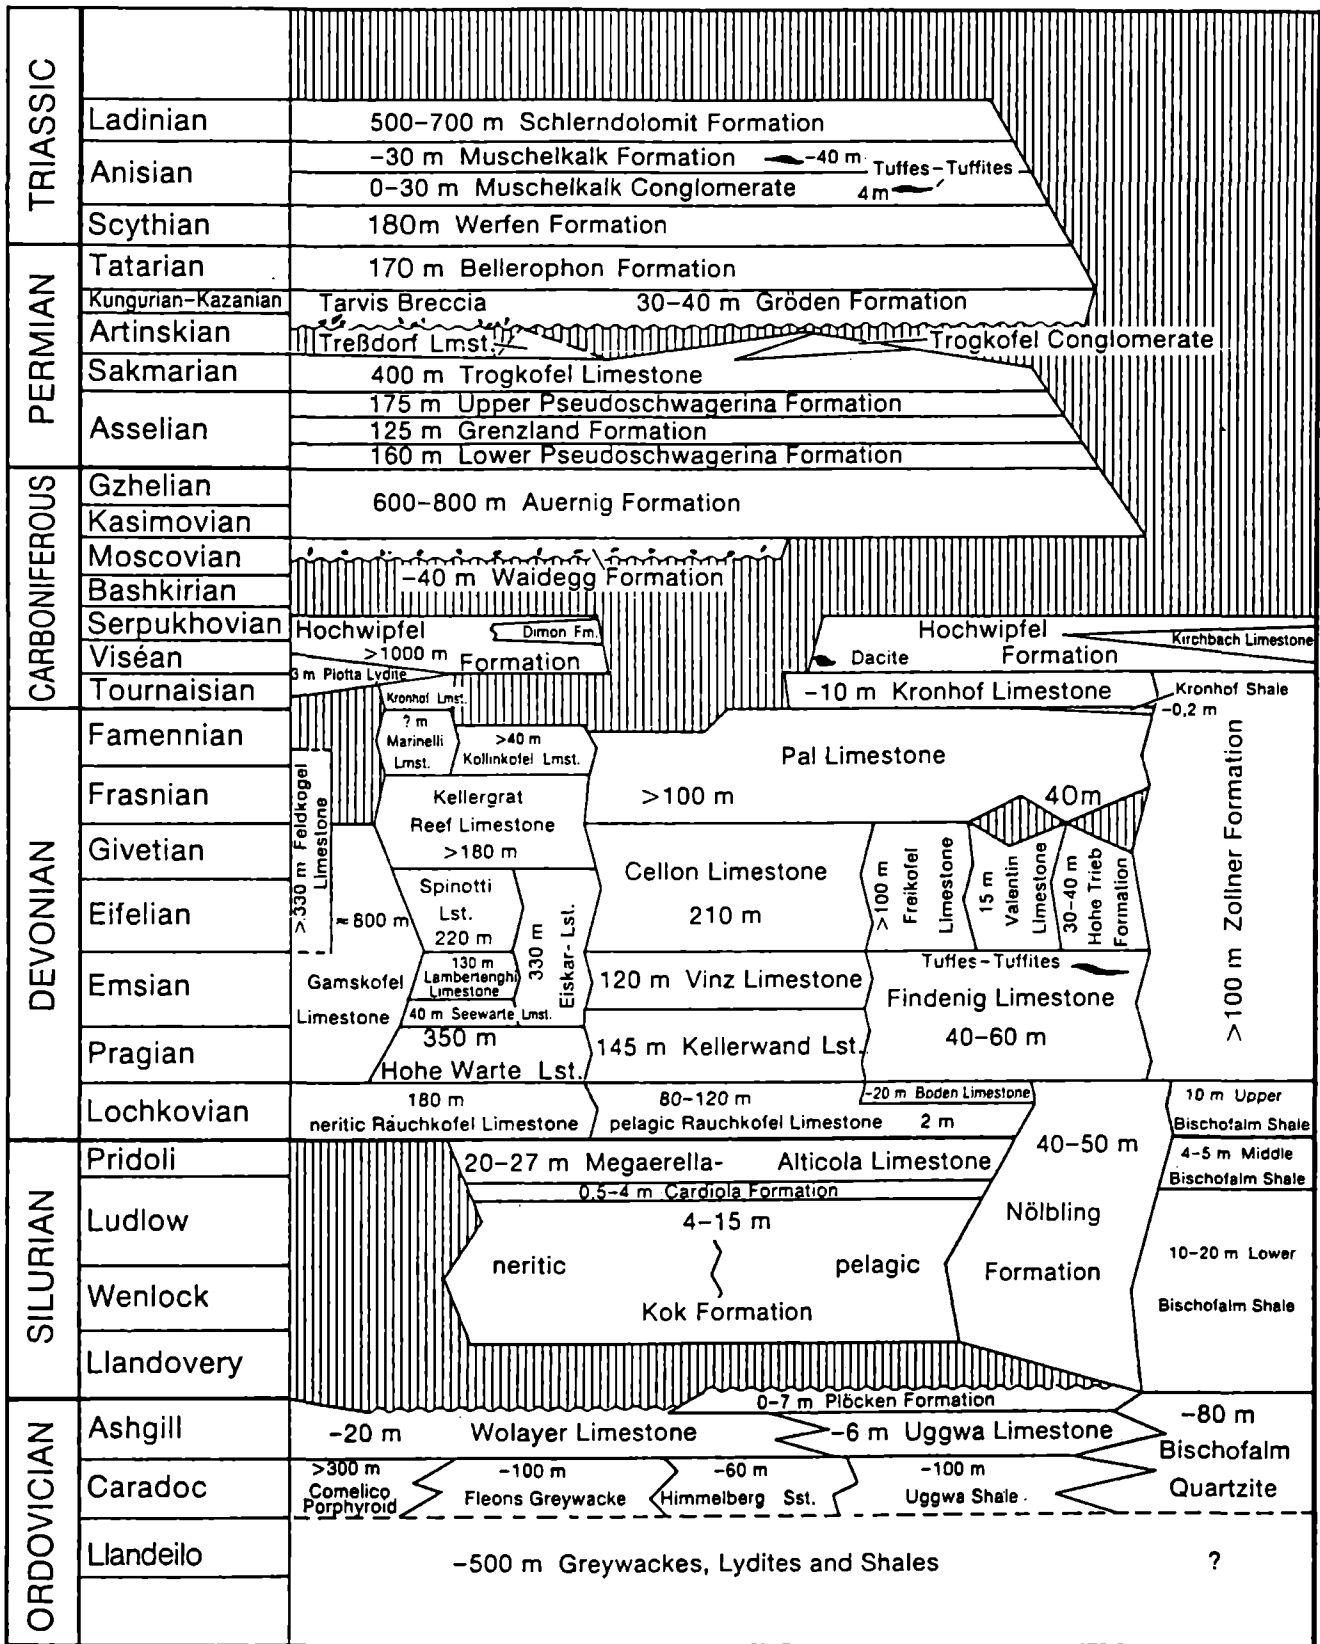 TRIASSIC
Ladinian
500-700 m Schlerndolomit Formation
Anisian
-30 m Muschelkalk Formation
-40 m
Tuffes-Tuffites
0-30 m Muschelkalk Conglomerate
4m
Scythian
180m Werfen Formation
PERMIAN
Tatarian
170 m Bellerophon Formation
Kungurian-Kazanian
Tarvis Breccia
30-40 m Gröden Formation
Artinskian
Treßdorf Lmst.
Trogkofel Conglomerate
Sakmarian
400 m Trogkofel Limestone
Asselian
175 m Upper Pseudoschwagerina Formation
125 m Grenzland Formation
160 m Lower Pseudoschwagerina Formation
CARBONIFEROUS
Gzhelian
600-800 m Auernig Formation
Kasimovian
Moscovian
-40 m Waidegg Formation
Bashkirian
Serpukhovian
Hochwipfel
Dimon Fm.
Hochwipfel
Kirchbach Limestone
Viséan
>1000 m
Formation
Dacite
Formation
3 m Plotta Lydite
Tournaisian
Kronhof Lmst.
-10 m Kronhof Limestone
Kronhof Shale
-0,2 m
DEVONIAN
Famennian
? m
Marinelli
Lmst.
>40 m
Kollinkofel Lmst.
Pal Limestone
Frasnian
>330 m Feldkogel
Limestone
Kellergrat
Reef Limestone
>180 m
>100 m
40m
>100 m Zollner Formation
Givetian
Cellon Limestone
210 m
>100 m
Freikofel
Limestone
15 m
Valentin
Limestone
30-40 m
Hohe Trieb
Formation
Eifelian
≈800 m
Spinotti
Lst.
220 m
330 m
Eiskar-Lst.
Emsian
Gamskofel
Limestone
130 m
Lambertenghi
Limestone
40 m Seewarte Lmst.
120 m Vinz Limestone
Tuffes-Tuffites
Findenig Limestone
40-60 m
Pragian
350 m
Hohe Warte Lst.
145 m Kellerwand Lst.
Lochkovian
180 m
neritic Rauchkofel Limestone
80-120 m
pelagic Rauchkofel Limestone
-20 m Boden Limestone
2 m
10 m Upper
Bischofalm Shale
SILURIAN
Pridoli
20-27 m Megaerella-
Alticola Limestone
40-50 m
Nölbling
Formation
4-5 m Middle
Bischofalm Shale
0,5-4 m Cardiola Formation
Ludlow
4-15 m
neritic
pelagic
10-20 m Lower
Bischofalm Shale
Wenlock
Kok Formation
Llandovery
ORDOVICIAN
0-7 m Plöcken Formation
Ashgill
-20 m
Wolayer Limestone
-6 m Uggwa Limestone
-80 m
Bischofalm
Quartzite
Caradoc
>300 m
Comelico
Porphyroid
-100 m
Fleons Greywacke
-60 m
Himmelberg Sst.
-100 m
Uggwa Shale
Llandeilo
-500 m Greywackes, Lydites and Shales
?